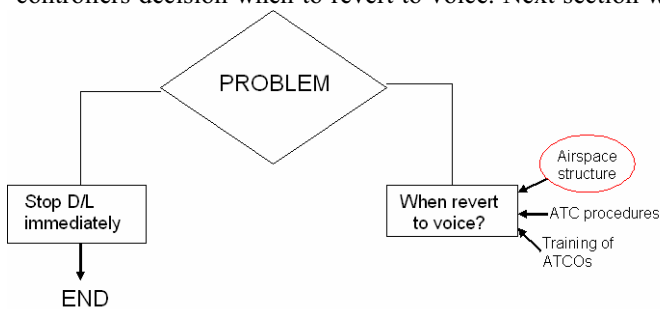 controllers decision when to revert to voice. Next section w
PROBLEM
Airspace
structure
Stop D/L
immediately
When revert
to voice?
ATC procedures
Training of
ATCOs
END